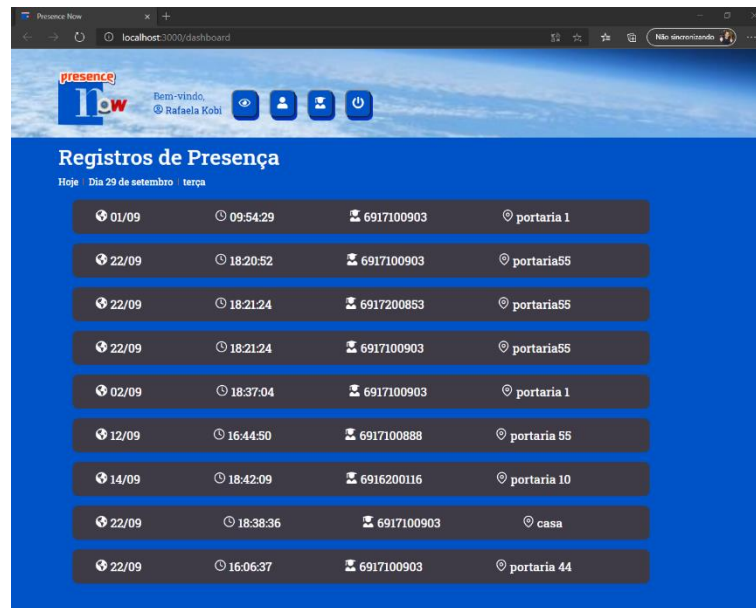 Presence Now
localhost:3000/dashboard
Não sincronizando
presence
now
Bem-vindo,
Rafaela Kobi
Registros de Presença
Hoje | Dia 29 de setembro | terça
01/09 09:54:29 6917100903 portaria 1
22/09 18:20:52 6917100903 portaria55
22/09 18:21:24 6917200853 portaria55
22/09 18:21:24 6917100903 portaria55
02/09 18:37:04 6917100903 portaria 1
12/09 16:44:50 6917100888 portaria 55
14/09 18:42:09 6916200116 portaria 10
22/09 18:38:36 6917100903 casa
22/09 16:06:37 6917100903 portaria 44